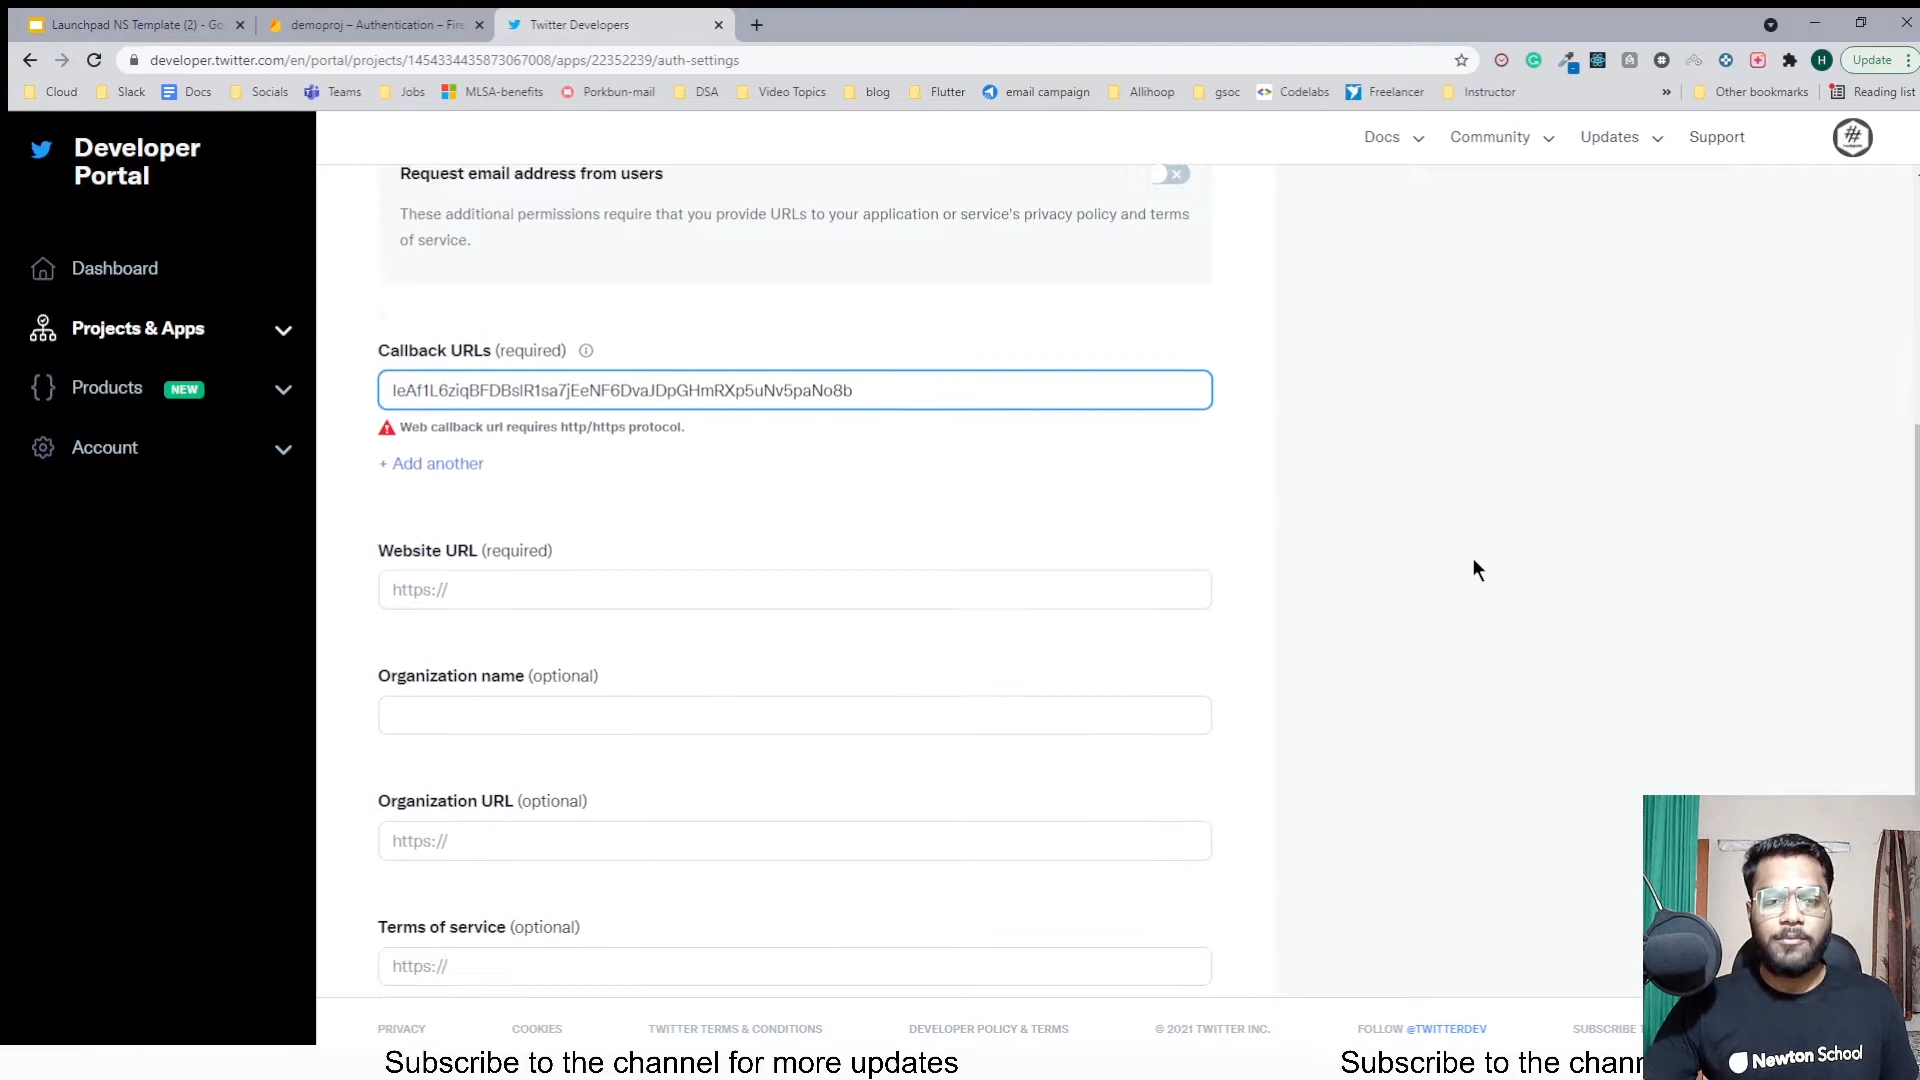 Launchpad NS Template (2) - Go
demoproj – Authentication – Fire
Twitter Developers
developer.twitter.com/en/portal/projects/1454334435873067008/apps/22352239/auth-settings
Update
Cloud Slack Docs Socials Teams Jobs MLSA-benefits Porkbun-mail DSA Video Topics blog Flutter email campaign Allihoop gsoc Codelabs Freelancer Instructor » Other bookmarks Reading list
Developer
Portal
Docs Community Updates Support
Dashboard
Projects & Apps
Products NEW
Account
Request email address from users
These additional permissions require that you provide URLs to your application or service's privacy policy and terms
of service.
Callback URLs (required)
IeAf1L6ziqBFDBslR1sa7jEeNF6DvaJDpGHmRXp5uNv5paNo8b
Web callback url requires http/https protocol.
+ Add another
Website URL (required)
https://
Organization name (optional)
Organization URL (optional)
https://
Terms of service (optional)
https://
PRIVACY COOKIES TWITTER TERMS & CONDITIONS DEVELOPER POLICY & TERMS © 2021 TWITTER INC. FOLLOW @TWITTERDEV SUBSCRIBE
Newton School
Subscribe to the channel for more updates
Subscribe to the chann